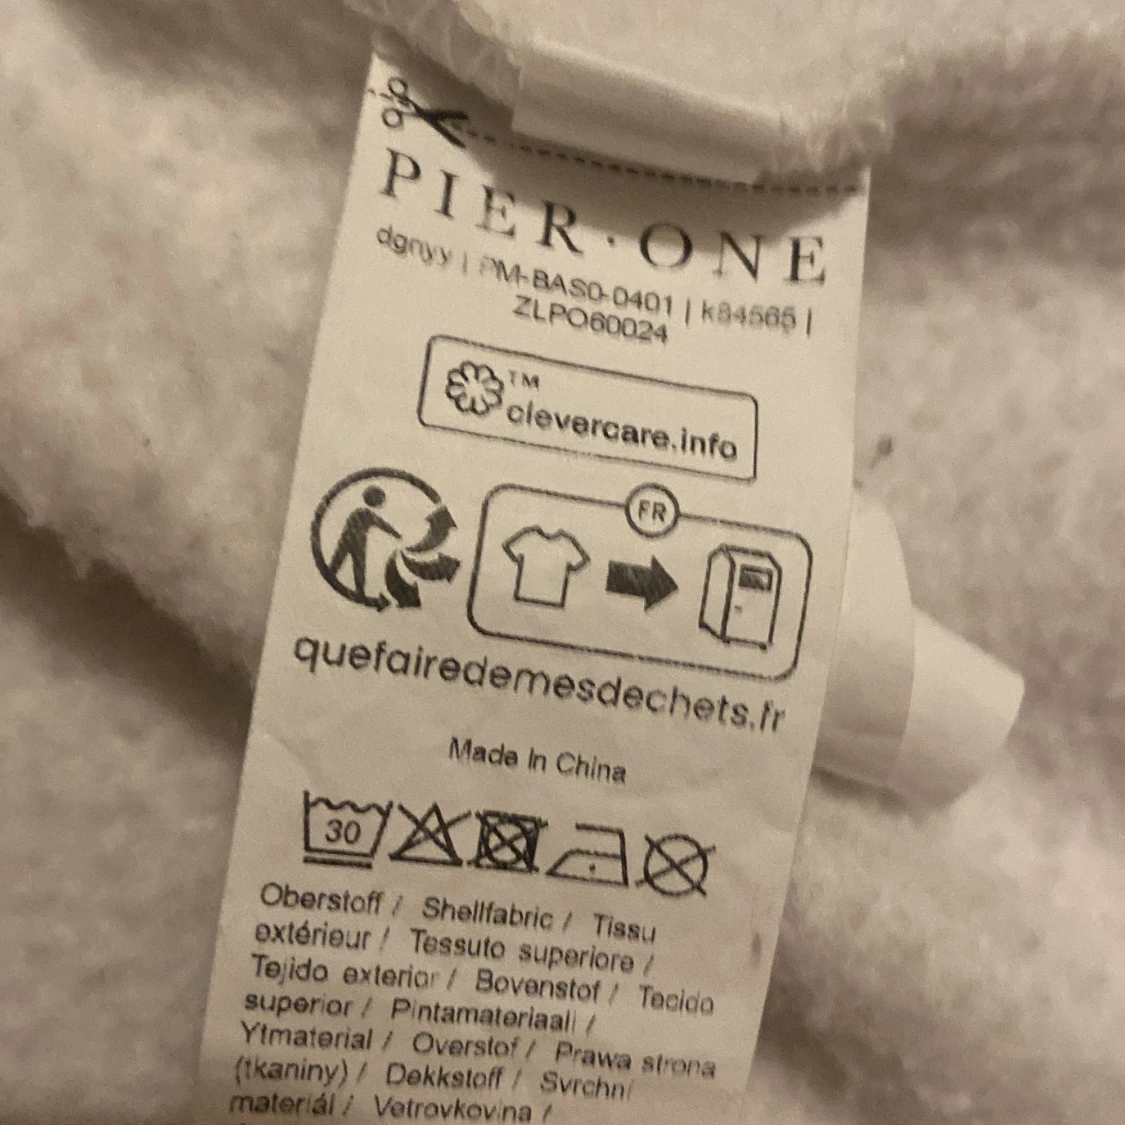 PIER·ONE
dgnyy | PM-BAS0-0401 | k84565 |
ZLPO60024
TM
clevercare.info
FR
quefairedemesdechets.fr
Made In China
30
Oberstoff / Shellfabric / Tissu
extérieur / Tessuto superiore /
Tejido exterior / Bovenstof / Tecido
superior / Pintamateriaali /
Ytmaterial / Overstof / Prawa strona
(tkaniny) / Dekkstoff / Svrchní
materiál / Vetrovkovina /